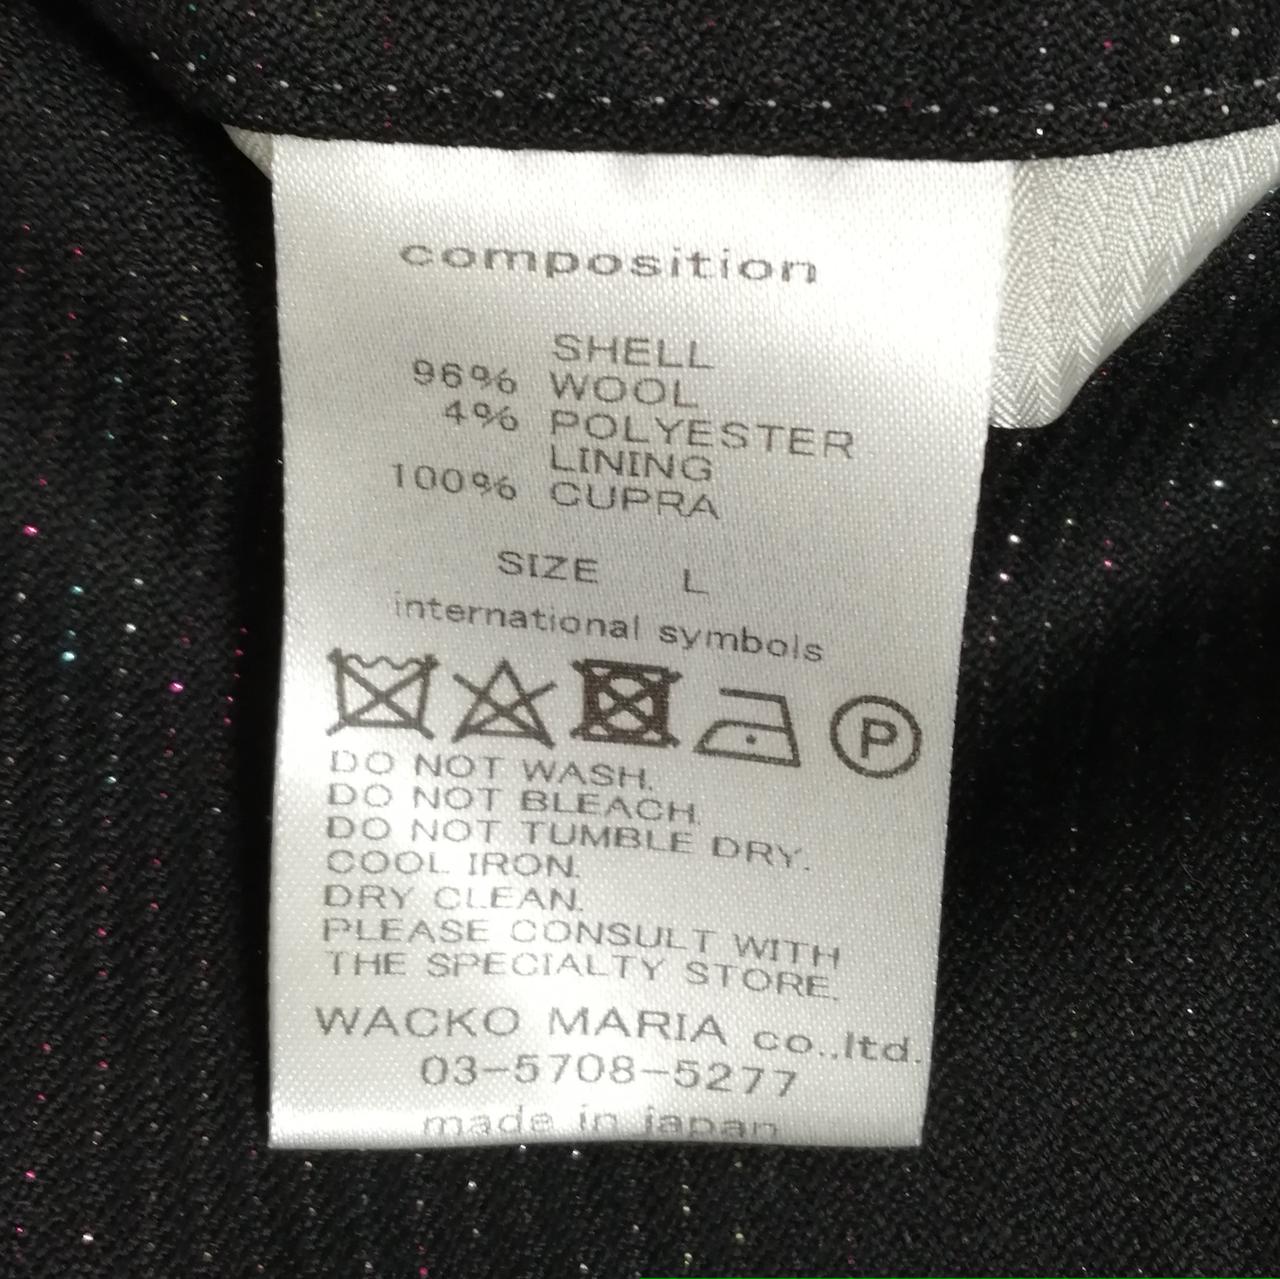 composition
SHELL
96% WOOL
4% POLYESTER
LINING
100% CUPRA
SIZE L
international symbols
P
DO NOT WASH.
DO NOT BLEACH.
DO NOT TUMBLE DRY.
COOL IRON.
DRY CLEAN.
PLEASE CONSULT WITH
THE SPECIALTY STORE.
WACKO MARIA co.,ltd.
03-5708-5277
made in japan